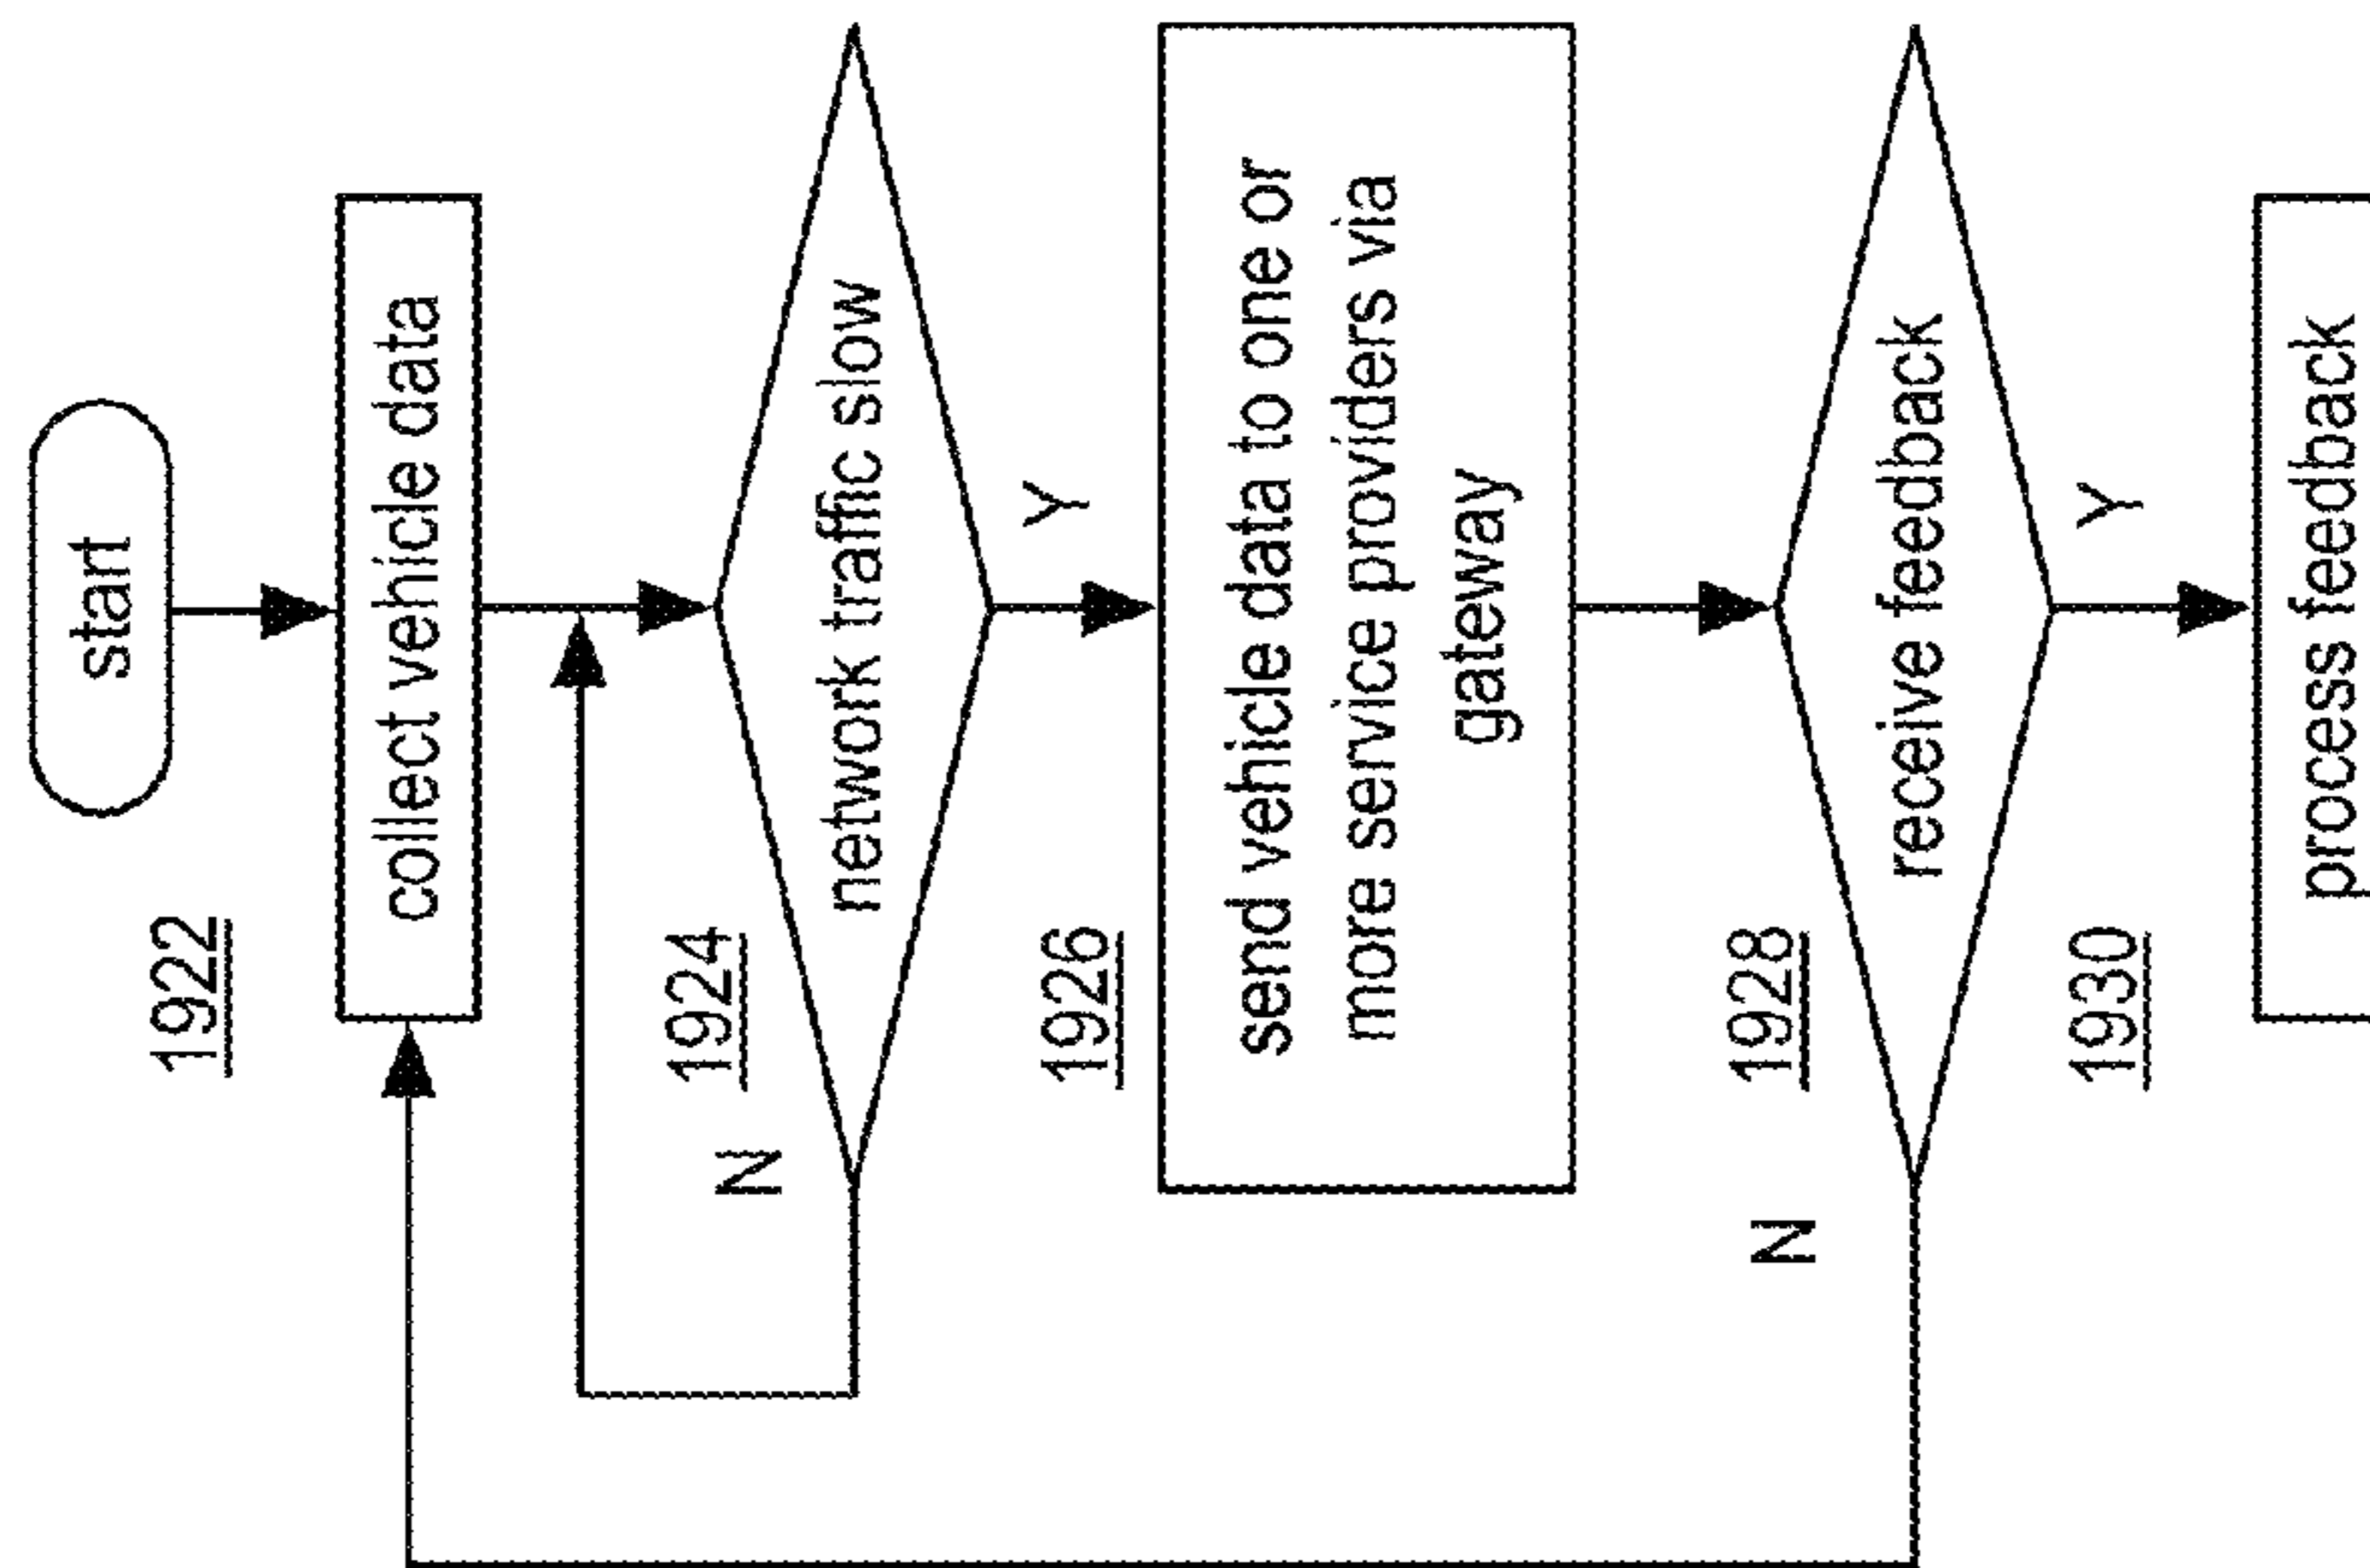 start
1922
collect vehicle data
1924
network traffic slow
N
Y
1926
send vehicle data to one or
more service providers via
gateway
1928
receive feedback
N
Y
1930
process feedback